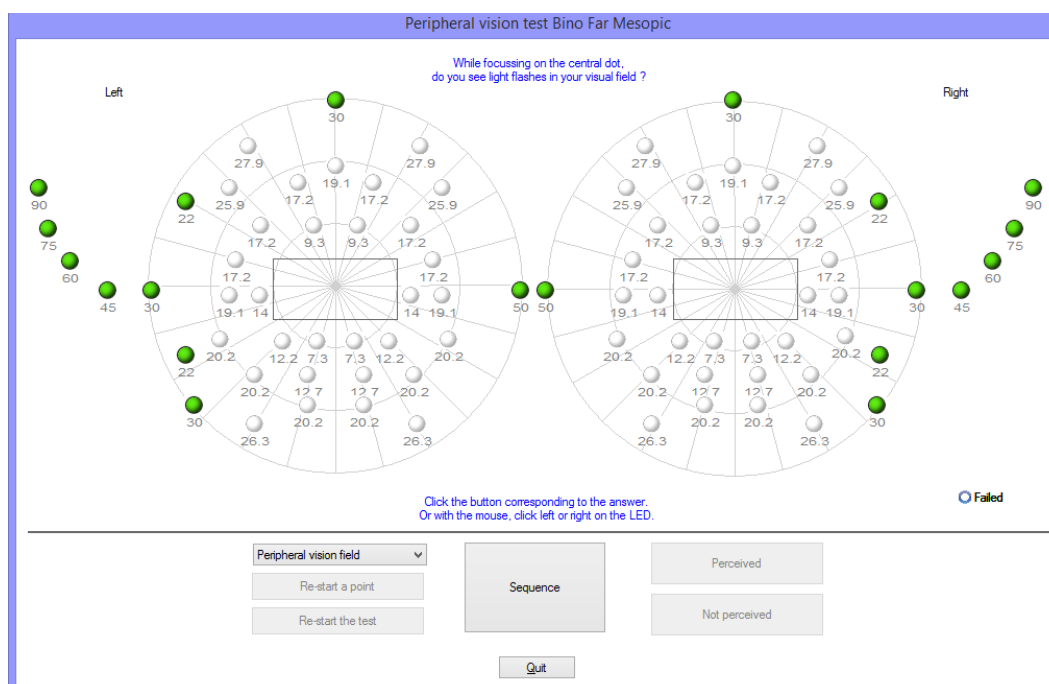 Peripheral vision test Bino Far Mesopic
While focussing on the central dot,
do you see light flashes in your visual field ?
Left Right
30 30
27.9 27.9 27.9 27.9
19.1 19.1
17.2 17.2 17.2 17.2
25.9 25.9 25.9 25.9
90 90
22 22
75 17.2 9.3 9.3 17.2 17.2 9.3 9.3 17.2 75
60 17.2 17.2 17.2 17.2 60
45 30 19.1 14 14 19.1 50 50 19.1 14 14 19.1 30 45
20.2 12.2 7.3 7.3 12.2 20.2 20.2 12.2 7.3 7.3 12.2 20.2
22 22
20.2 12.7 12.7 20.2 20.2 12.7 12.7 20.2
30 20.2 20.2 20.2 20.2 30
26.3 26.3 26.3 26.3
Click the button corresponding to the answer.
Or with the mouse, click left or right on the LED.
Failed
Peripheral vision field
Re-start a point
Re-start the test
Sequence
Perceived
Not perceived
Quit